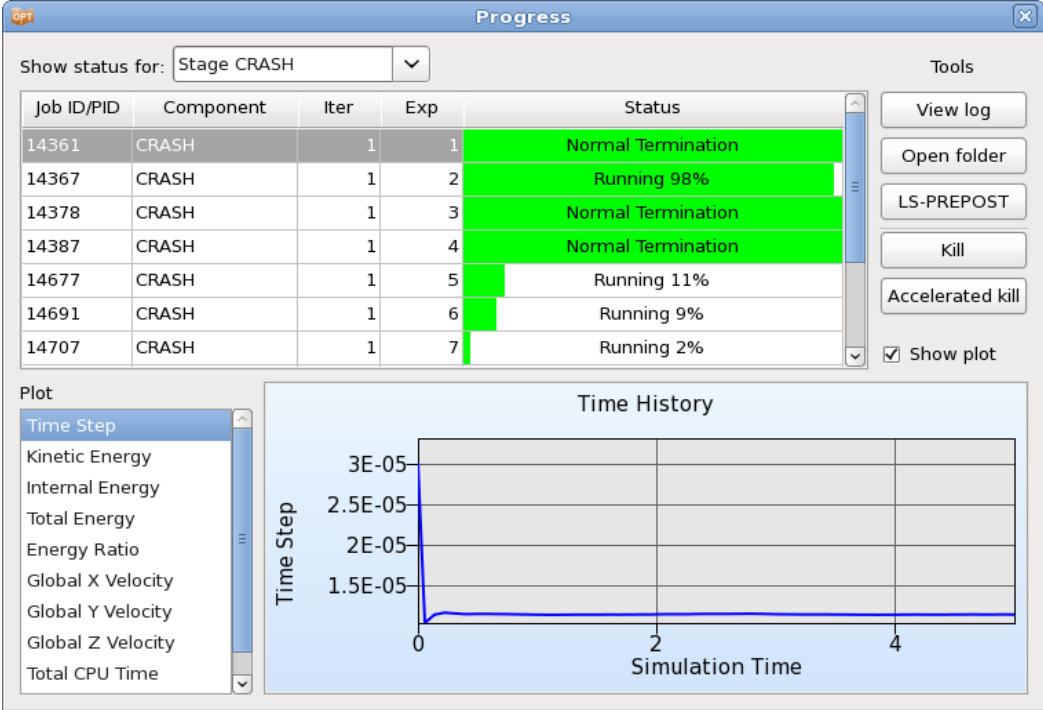 OPT Progress
Show status for: Stage CRASH Tools
Job ID/PID Component Iter Exp Status
14361 CRASH 1 1 Normal Termination
14367 CRASH 1 2 Running 98%
14378 CRASH 1 3 Normal Termination
14387 CRASH 1 4 Normal Termination
14677 CRASH 1 5 Running 11%
14691 CRASH 1 6 Running 9%
14707 CRASH 1 7 Running 2%
View log
Open folder
LS-PREPOST
Kill
Accelerated kill
Show plot
Plot
Time Step
Kinetic Energy
Internal Energy
Total Energy
Energy Ratio
Global X Velocity
Global Y Velocity
Global Z Velocity
Total CPU Time
Time History
Time Step
3E-05
2.5E-05
2E-05
1.5E-05
0 2 4
Simulation Time